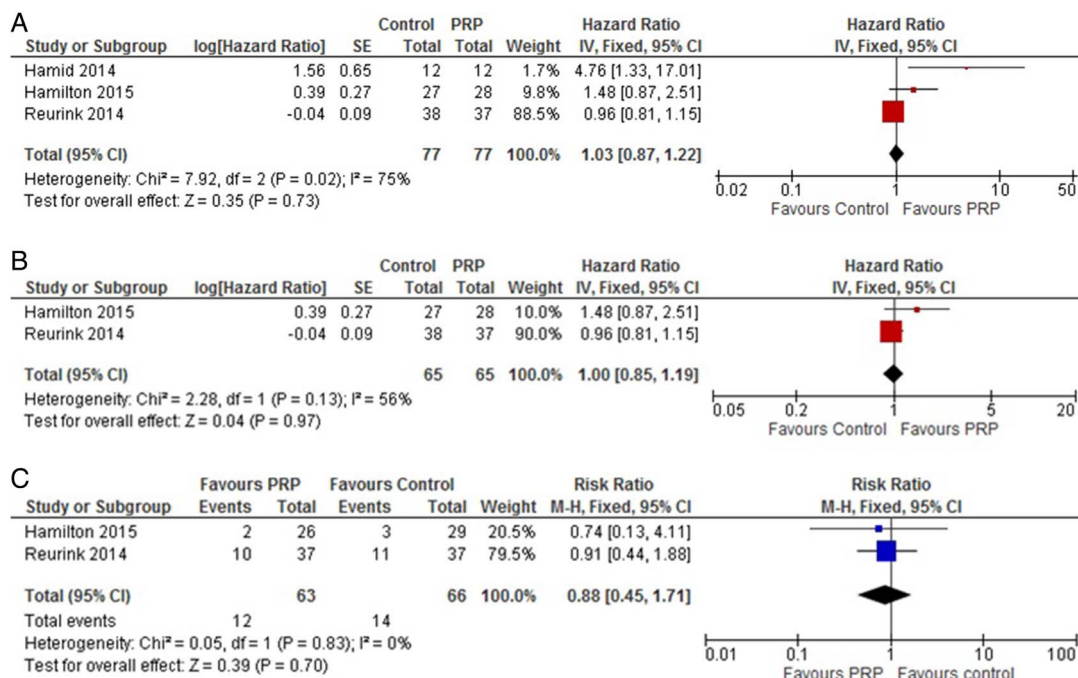 A
Control PRP Hazard Ratio Hazard Ratio
Study or Subgroup log[Hazard Ratio] SE Total Total Weight IV, Fixed, 95% CI IV, Fixed, 95% CI
Hamid 2014 1.56 0.65 12 12 1.7% 4.76 [1.33, 17.01]
Hamilton 2015 0.39 0.27 27 28 9.8% 1.48 [0.87, 2.51]
Reurink 2014 -0.04 0.09 38 37 88.5% 0.96 [0.81, 1.15]
Total (95% CI) 77 77 100.0% 1.03 [0.87, 1.22]
Heterogeneity: Chi² = 7.92, df = 2 (P = 0.02); I² = 75%
Test for overall effect: Z = 0.35 (P = 0.73)
0.02 0.1 1 10 50
Favours Control Favours PRP
B
Control PRP Hazard Ratio Hazard Ratio
Study or Subgroup log[Hazard Ratio] SE Total Total Weight IV, Fixed, 95% CI IV, Fixed, 95% CI
Hamilton 2015 0.39 0.27 27 28 10.0% 1.48 [0.87, 2.51]
Reurink 2014 -0.04 0.09 38 37 90.0% 0.96 [0.81, 1.15]
Total (95% CI) 65 65 100.0% 1.00 [0.85, 1.19]
Heterogeneity: Chi² = 2.28, df = 1 (P = 0.13); I² = 56%
Test for overall effect: Z = 0.04 (P = 0.97)
0.05 0.2 1 5 20
Favours Control Favours PRP
C
Favours PRP Favours Control Risk Ratio Risk Ratio
Study or Subgroup Events Total Events Total Weight M-H, Fixed, 95% CI M-H, Fixed, 95% CI
Hamilton 2015 2 26 3 29 20.5% 0.74 [0.13, 4.11]
Reurink 2014 10 37 11 37 79.5% 0.91 [0.44, 1.88]
Total (95% CI) 63 66 100.0% 0.88 [0.45, 1.71]
Total events 12 14
Heterogeneity: Chi² = 0.05, df = 1 (P = 0.83); I² = 0%
Test for overall effect: Z = 0.39 (P = 0.70)
0.01 0.1 1 10 100
Favours PRP Favours control